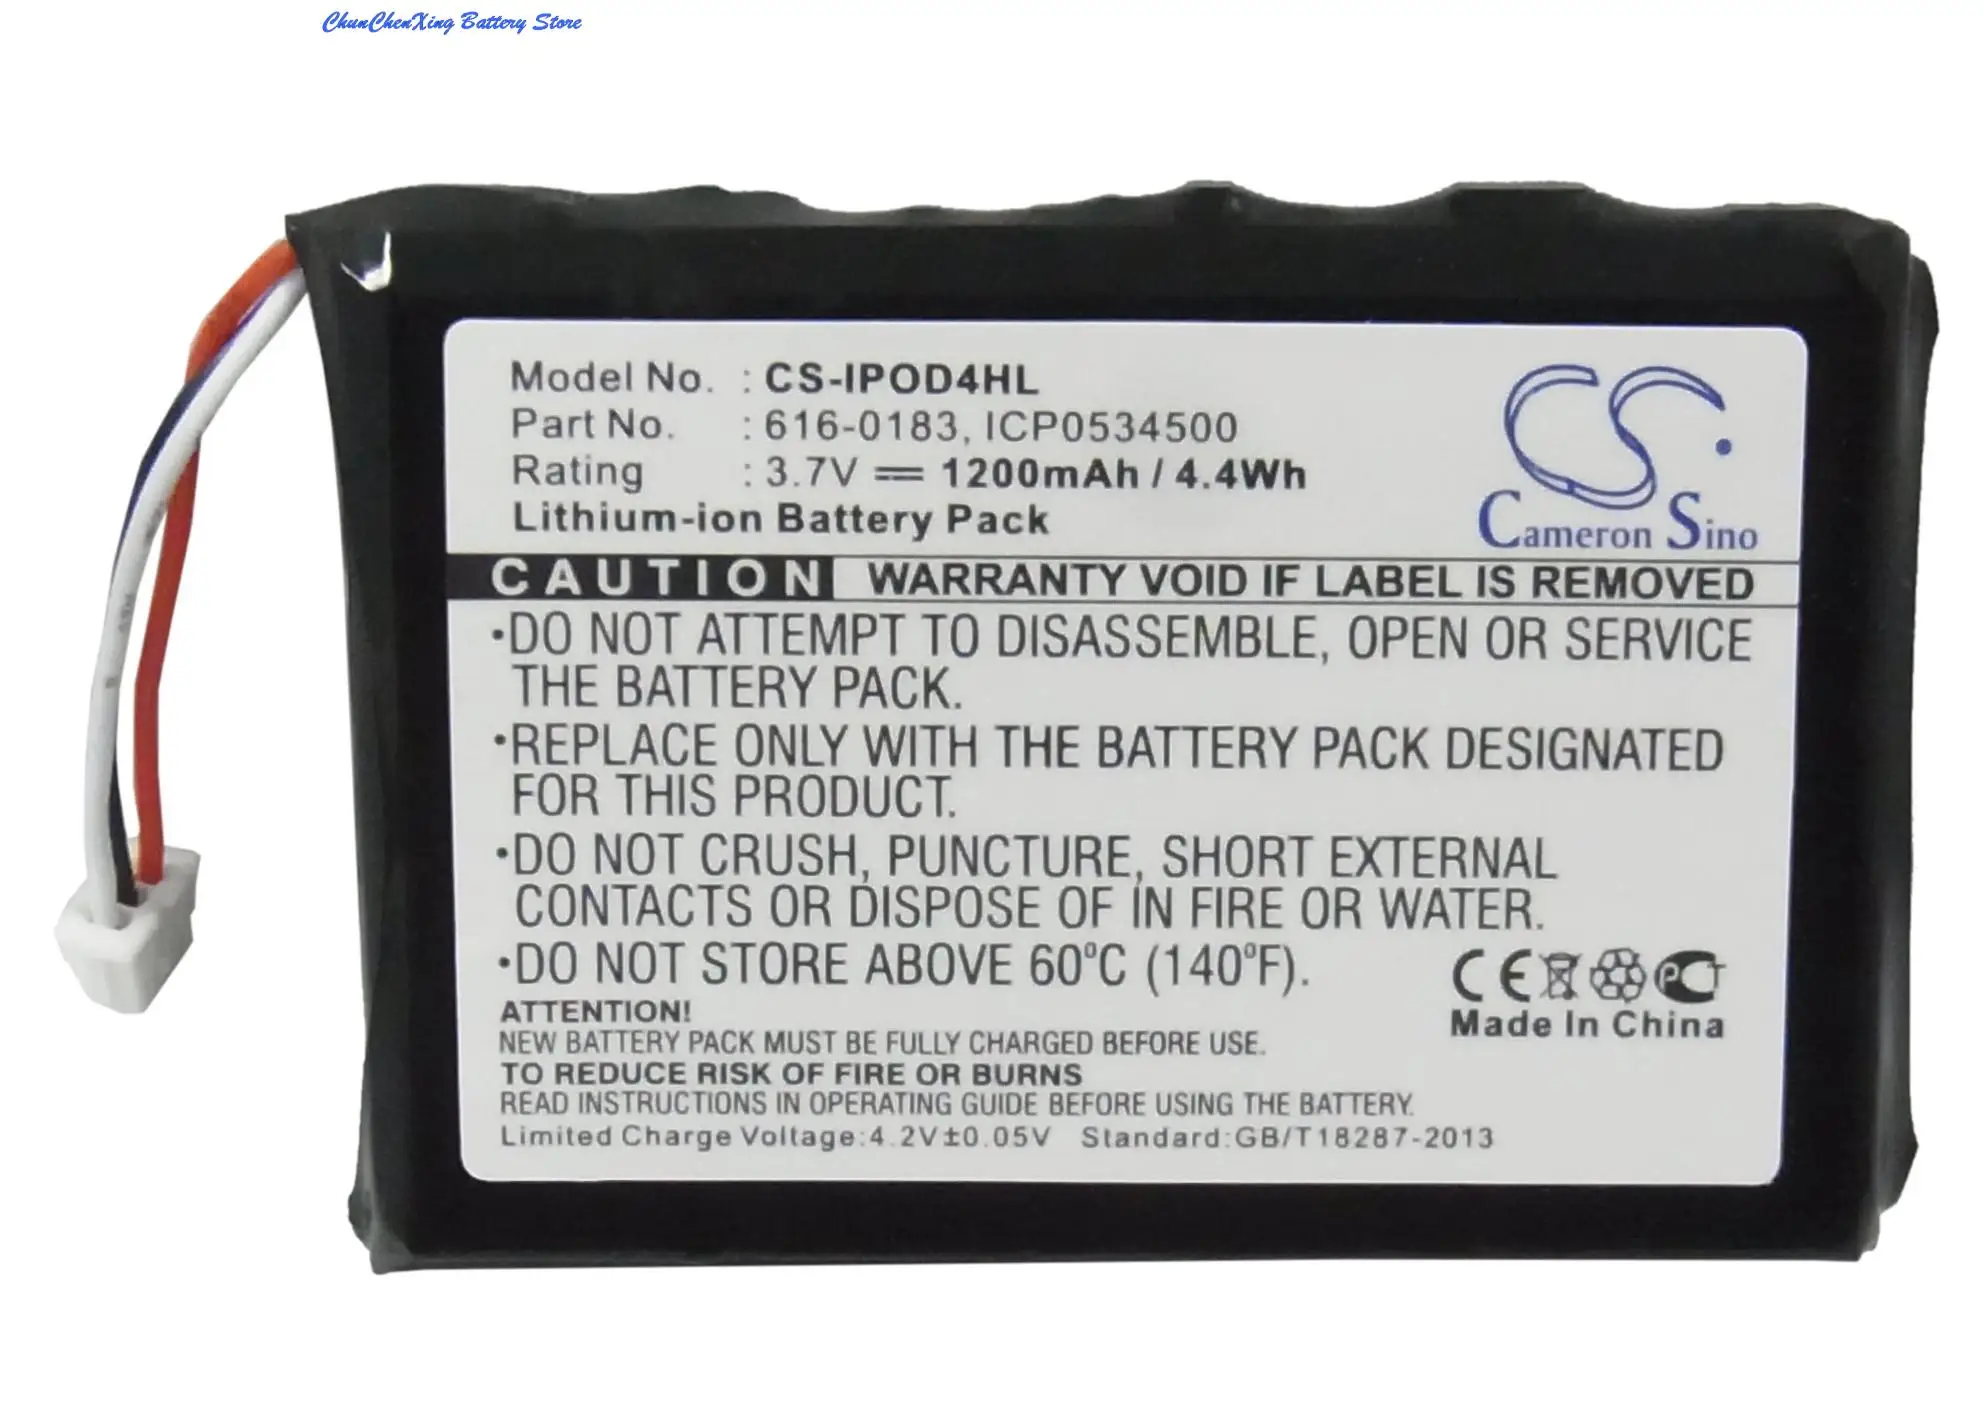 ChunChenXing Battery Store
Model No. : CS-IPOD4HL
Part No. : 616-0183, ICP0534500
Rating : 3.7V ⎓ 1200mAh / 4.4Wh
Lithium-ion Battery Pack
CS
Cameron Sino
CAUTION WARRANTY VOID IF LABEL IS REMOVED
•DO NOT ATTEMPT TO DISASSEMBLE, OPEN OR SERVICE
THE BATTERY PACK.
•REPLACE ONLY WITH THE BATTERY PACK DESIGNATED
FOR THIS PRODUCT.
•DO NOT CRUSH, PUNCTURE, SHORT EXTERNAL
CONTACTS OR DISPOSE OF IN FIRE OR WATER.
•DO NOT STORE ABOVE 60°C (140°F).
CE PCT
Made In China
ATTENTION!
NEW BATTERY PACK MUST BE FULLY CHARGED BEFORE USE.
TO REDUCE RISK OF FIRE OR BURNS
READ INSTRUCTIONS IN OPERATING GUIDE BEFORE USING THE BATTERY.
Limited Charge Voltage:4.2V±0.05V Standard:GB/T18287-2013